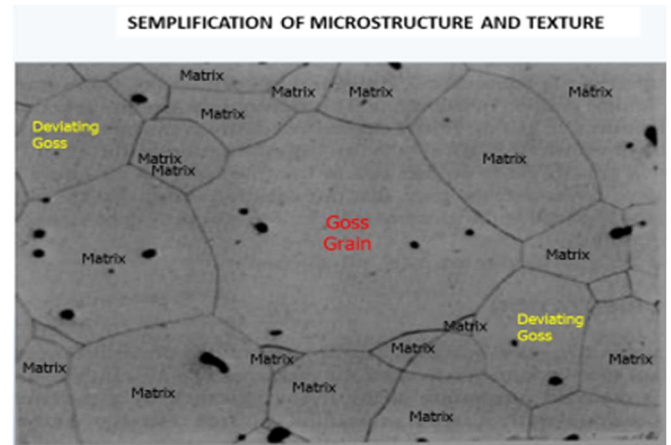 SEMPLIFICATION OF MICROSTRUCTURE AND TEXTURE
Matrix
Matrix
Matrix
Matrix
Matrix
Deviating
Goss
Matrix
Matrix
Matrix
Goss
Grain
Matrix
Matrix
Matrix
Deviating
Goss
Matrix
Matrix
Matrix
Matrix
Matrix
Matrix
Matrix